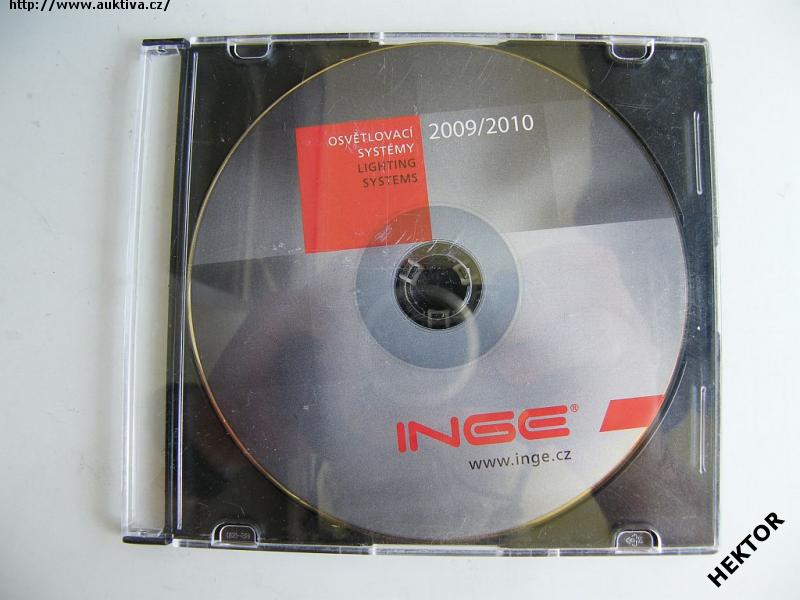 http://www.auktiva.cz/
OSVĚTLOVACÍ
SYSTÉMY
LIGHTING
SYSTEMS
2009/2010
INGE®
www.inge.cz
HEKTOR